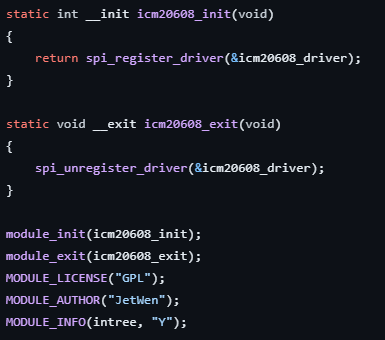 static int __init icm20608_init(void)
{
    return spi_register_driver(&icm20608_driver);
}

static void __exit icm20608_exit(void)
{
    spi_unregister_driver(&icm20608_driver);
}

module_init(icm20608_init);
module_exit(icm20608_exit);
MODULE_LICENSE("GPL");
MODULE_AUTHOR("JetWen");
MODULE_INFO(intree, "Y");